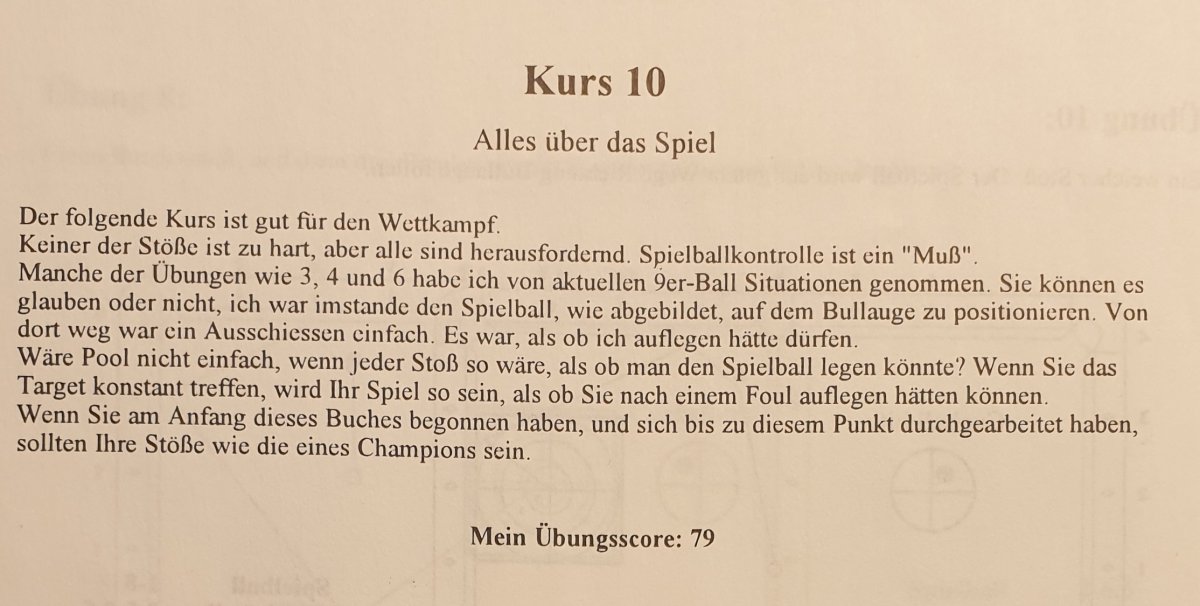 Kurs 10
Alles über das Spiel
Der folgende Kurs ist gut für den Wettkampf.
Keiner der Stöße ist zu hart, aber alle sind herausfordernd. Spielballkontrolle ist ein "Muß".
Manche der Übungen wie 3, 4 und 6 habe ich von aktuellen 9er-Ball Situationen genommen. Sie können es
glauben oder nicht, ich war imstande den Spielball, wie abgebildet, auf dem Bullauge zu positionieren. Von
dort weg war ein Ausschiessen einfach. Es war, als ob ich auflegen hätte dürfen.
Wäre Pool nicht einfach, wenn jeder Stoß so wäre, als ob man den Spielball legen könnte? Wenn Sie das
Target konstant treffen, wird Ihr Spiel so sein, als ob Sie nach einem Foul auflegen hätten können.
Wenn Sie am Anfang dieses Buches begonnen haben, und sich bis zu diesem Punkt durchgearbeitet haben,
sollten Ihre Stöße wie die eines Champions sein.
Mein Übungsscore: 79